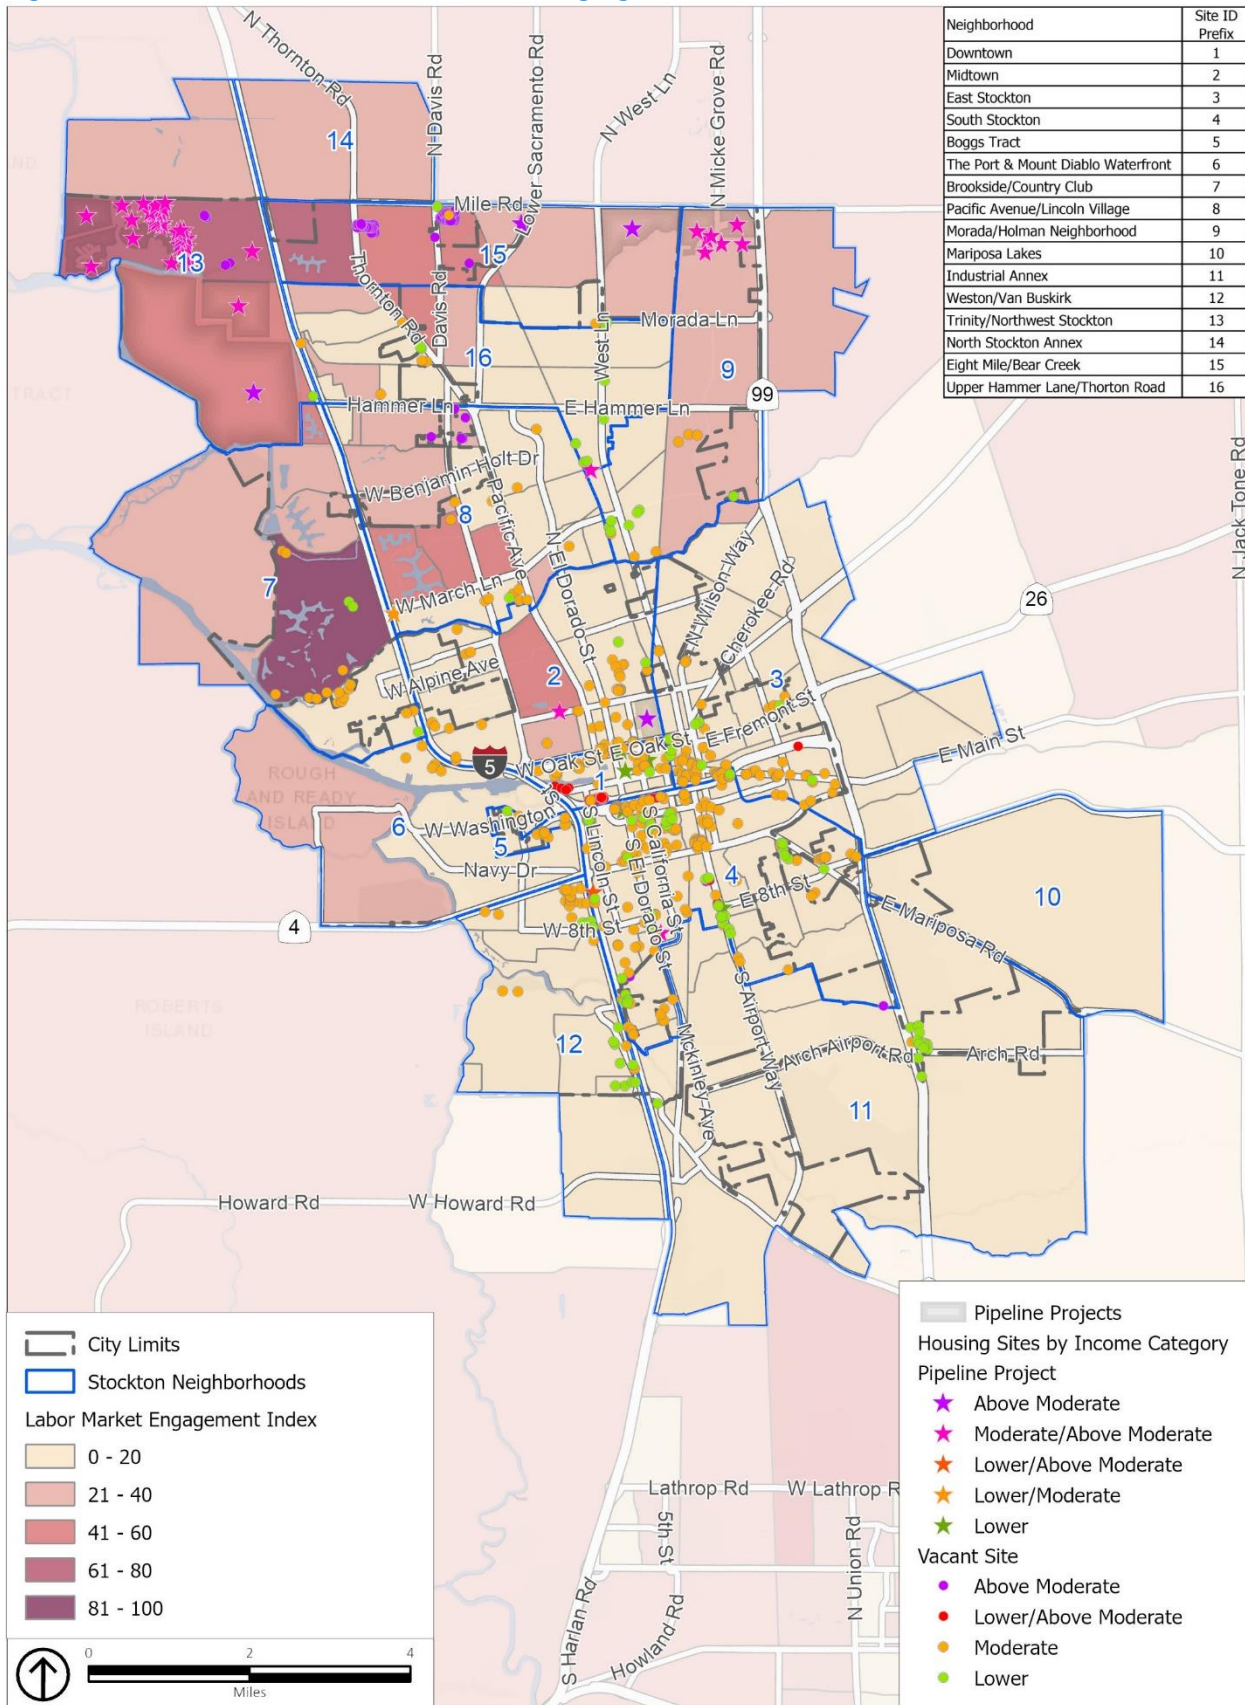 Neighborhood Site ID Prefix
Downtown 1
Midtown 2
East Stockton 3
South Stockton 4
Boggs Tract 5
The Port & Mount Diablo Waterfront 6
Brookside/Country Club 7
Pacific Avenue/Lincoln Village 8
Morada/Holman Neighborhood 9
Mariposa Lakes 10
Industrial Annex 11
Weston/Van Buskirk 12
Trinity/Northwest Stockton 13
North Stockton Annex 14
Eight Mile/Bear Creek 15
Upper Hammer Lane/Thorton Road 16
N Thornton Rd
N Davis Rd
Lower Sacramento Rd
N West Ln
N Micke Grove Rd
14
Mile Rd
13
15
Thornton Rd
Davis Rd
West Ln
Morada Ln
16
9
TRACT
Hammer Ln
E Hammer Ln
99
N Jack Tone Rd
W Benjamin Holt Dr
8
Pacific Ave
N El Dorado St
7
W March Ln
N Wilson Way
Cherokee Rd
26
W Alpine Ave
2
3
E Fremont St
W Oak St
E Oak St
E Main St
5
1
ROUGH
AND READY
ISLAND
6
W Washington
S
5
Navy Dr
S Lincoln St
S El Dorado St
S California St
4
E 8th St
10
4
W 8th St
E Mariposa Rd
ROBERTS
ISLAND
12
S Airport Way
Mckinley Ave
Arch Airport Rd
Arch Rd
11
Howard Rd
W Howard Rd
Lathrop Rd
W Lathrop R
5th St
N Union Rd
S Harlan Rd
Howland Rd
City Limits
Stockton Neighborhoods
Labor Market Engagement Index
0 - 20
21 - 40
41 - 60
61 - 80
81 - 100
0 2 4
Miles
Pipeline Projects
Housing Sites by Income Category
Pipeline Project
Above Moderate
Moderate/Above Moderate
Lower/Above Moderate
Lower/Moderate
Lower
Vacant Site
Above Moderate
Lower/Above Moderate
Moderate
Lower